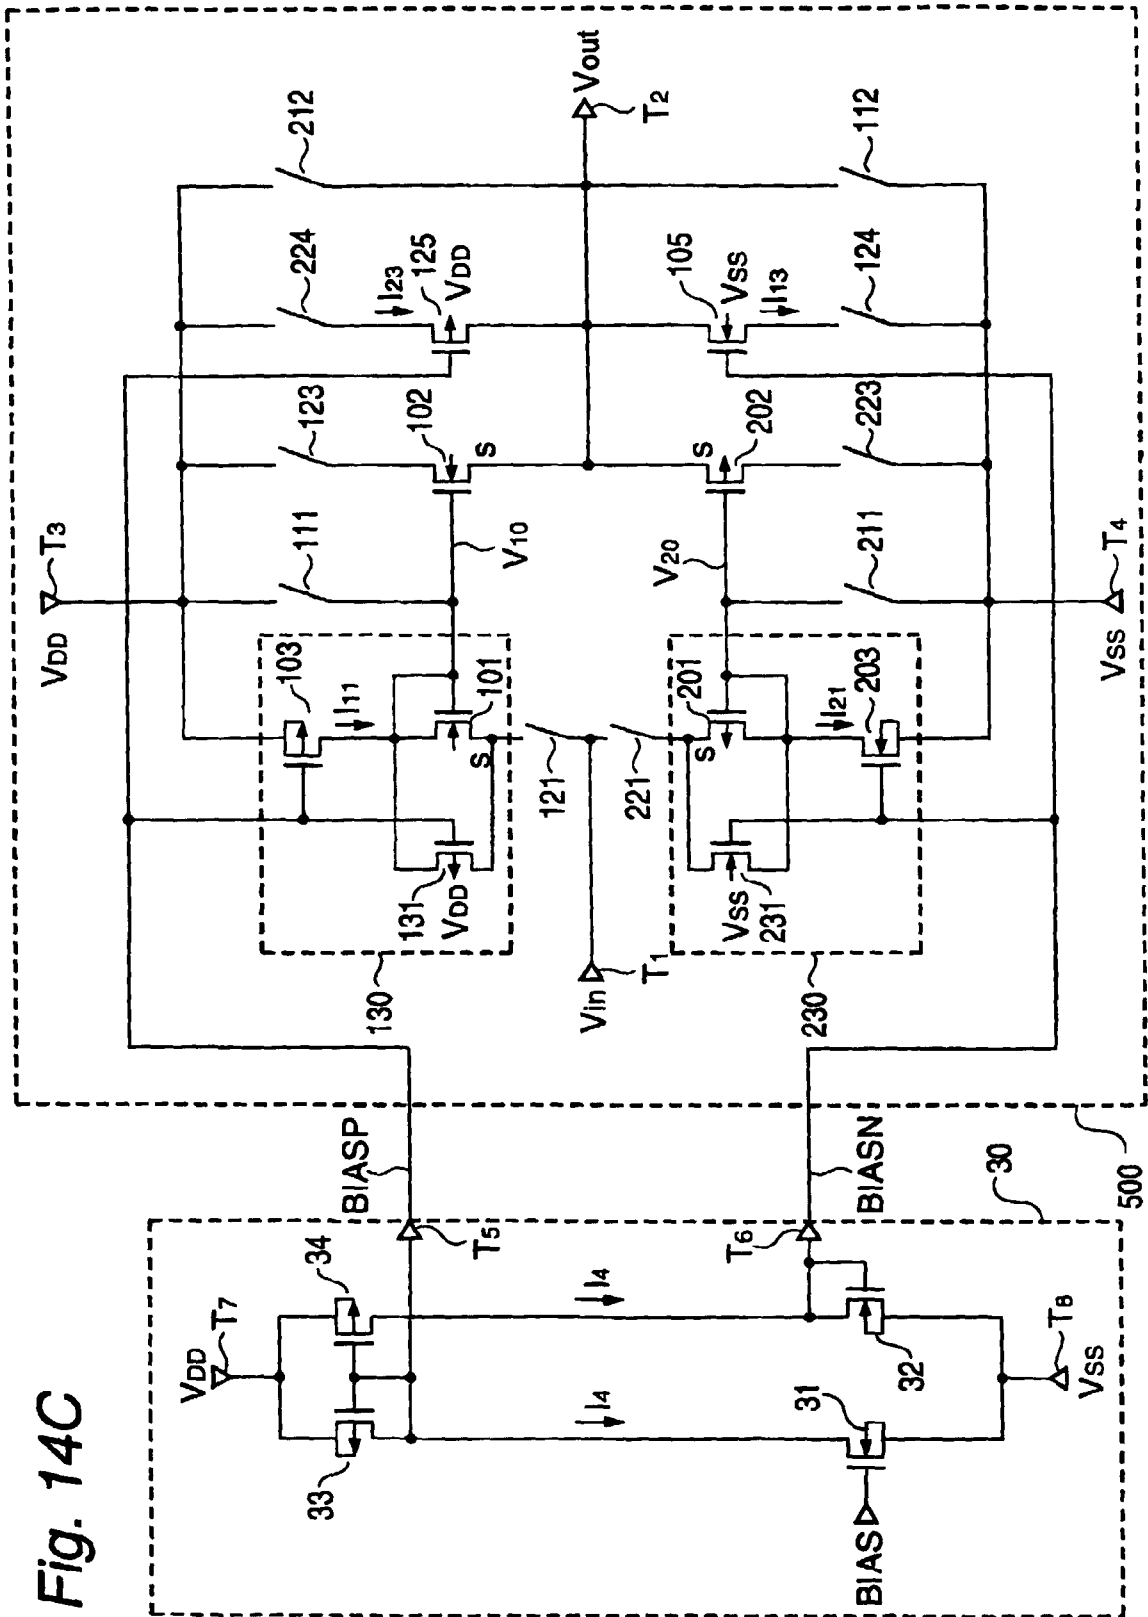 Fig. 14C
VDD
T7
33
34
BIASP
T5
I4
I4
T6
BIASN
BIAS
31
32
T8
VSS
30
500
VDD
T3
103
I11
101
S
131
VDD
130
111
V10
123
102
S
224
I23
125
VDD
212
Vin
T1
121
221
Vout
T2
S
201
VSS
231
I21
203
230
V20
211
S
202
223
105
VSS
I13
124
112
VSS
T4